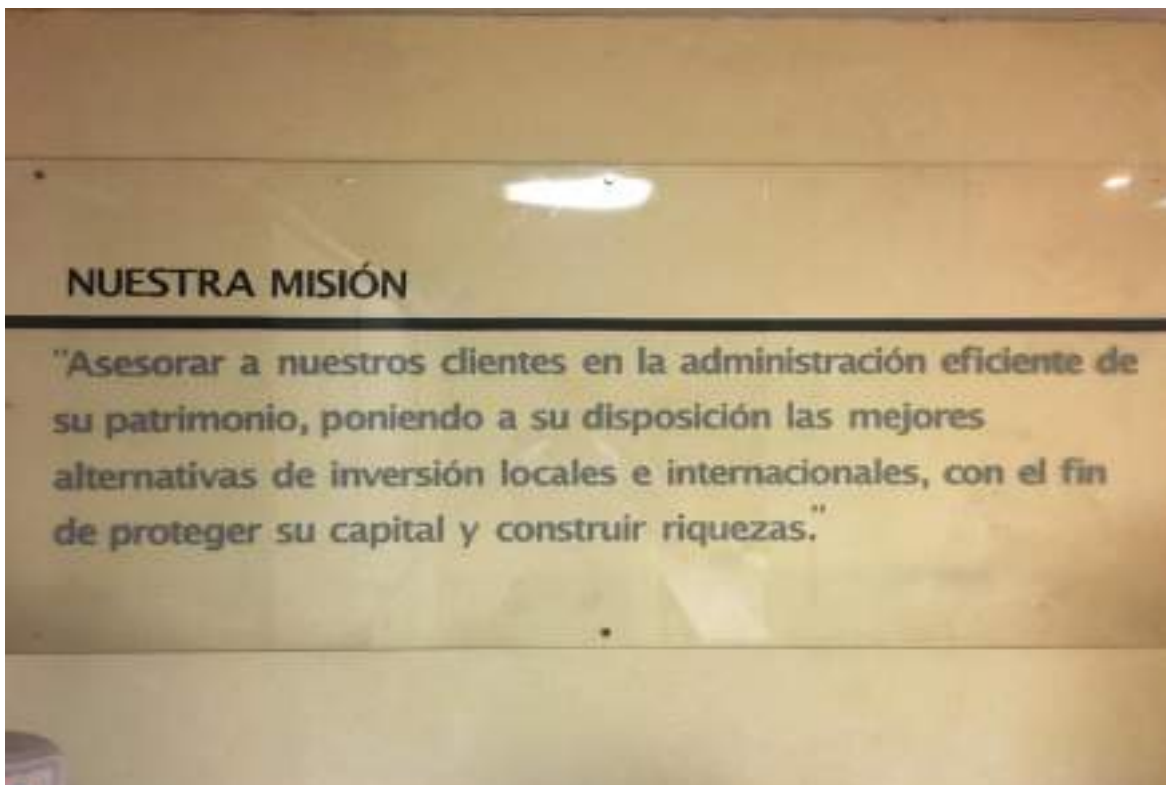 NUESTRA MISIÓN
"Asesorar a nuestros clientes en la administración eficiente de
su patrimonio, poniendo a su disposición las mejores
alternativas de inversión locales e internacionales, con el fin
de proteger su capital y construir riquezas."